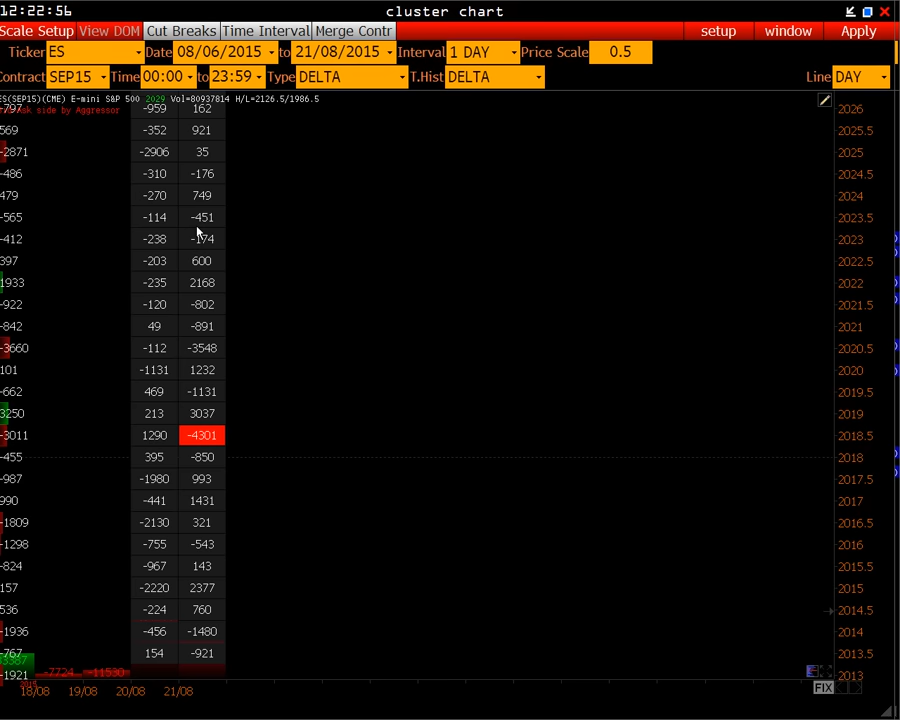 12:22:56 cluster chart
Scale Setup View DOM Cut Breaks Time Interval Merge Contr setup window Apply
Ticker ES Date 08/06/2015 to 21/08/2015 Interval 1 DAY Price Scale 0.5
Contract SEP15 Time 00:00 to 23:59 Type DELTA T.Hist DELTA Line DAY
ES(SEP15)(CME) E-mini S&P 500 2029 Vol=80937814 H/L=2126.5/1986.5
-797 -959 162 2026
side by Aggressor
569 -352 921 2025.5
-2871 -2906 35 2025
-486 -310 -176 2024.5
479 -270 749 2024
-565 -114 -451 2023.5
-412 -238 -174 2023
397 -203 600 2022.5
1933 -235 2168 2022
-922 -120 -802 2021.5
-842 49 -891 2021
-3660 -112 -3548 2020.5
101 -1131 1232 2020
-662 469 -1131 2019.5
3250 213 3037 2019
-3011 1290 -4301 2018.5
-455 395 -850 2018
-987 -1980 993 2017.5
990 -441 1431 2017
-1809 -2130 321 2016.5
-1298 -755 -543 2016
-824 -967 143 2015.5
157 -2220 2377 2015
536 -224 760 2014.5
-1936 -456 -1480 2014
-767 154 -921 2013.5
-1921 -7724 -11530 2013
2015
18/08 19/08 20/08 21/08 FIX